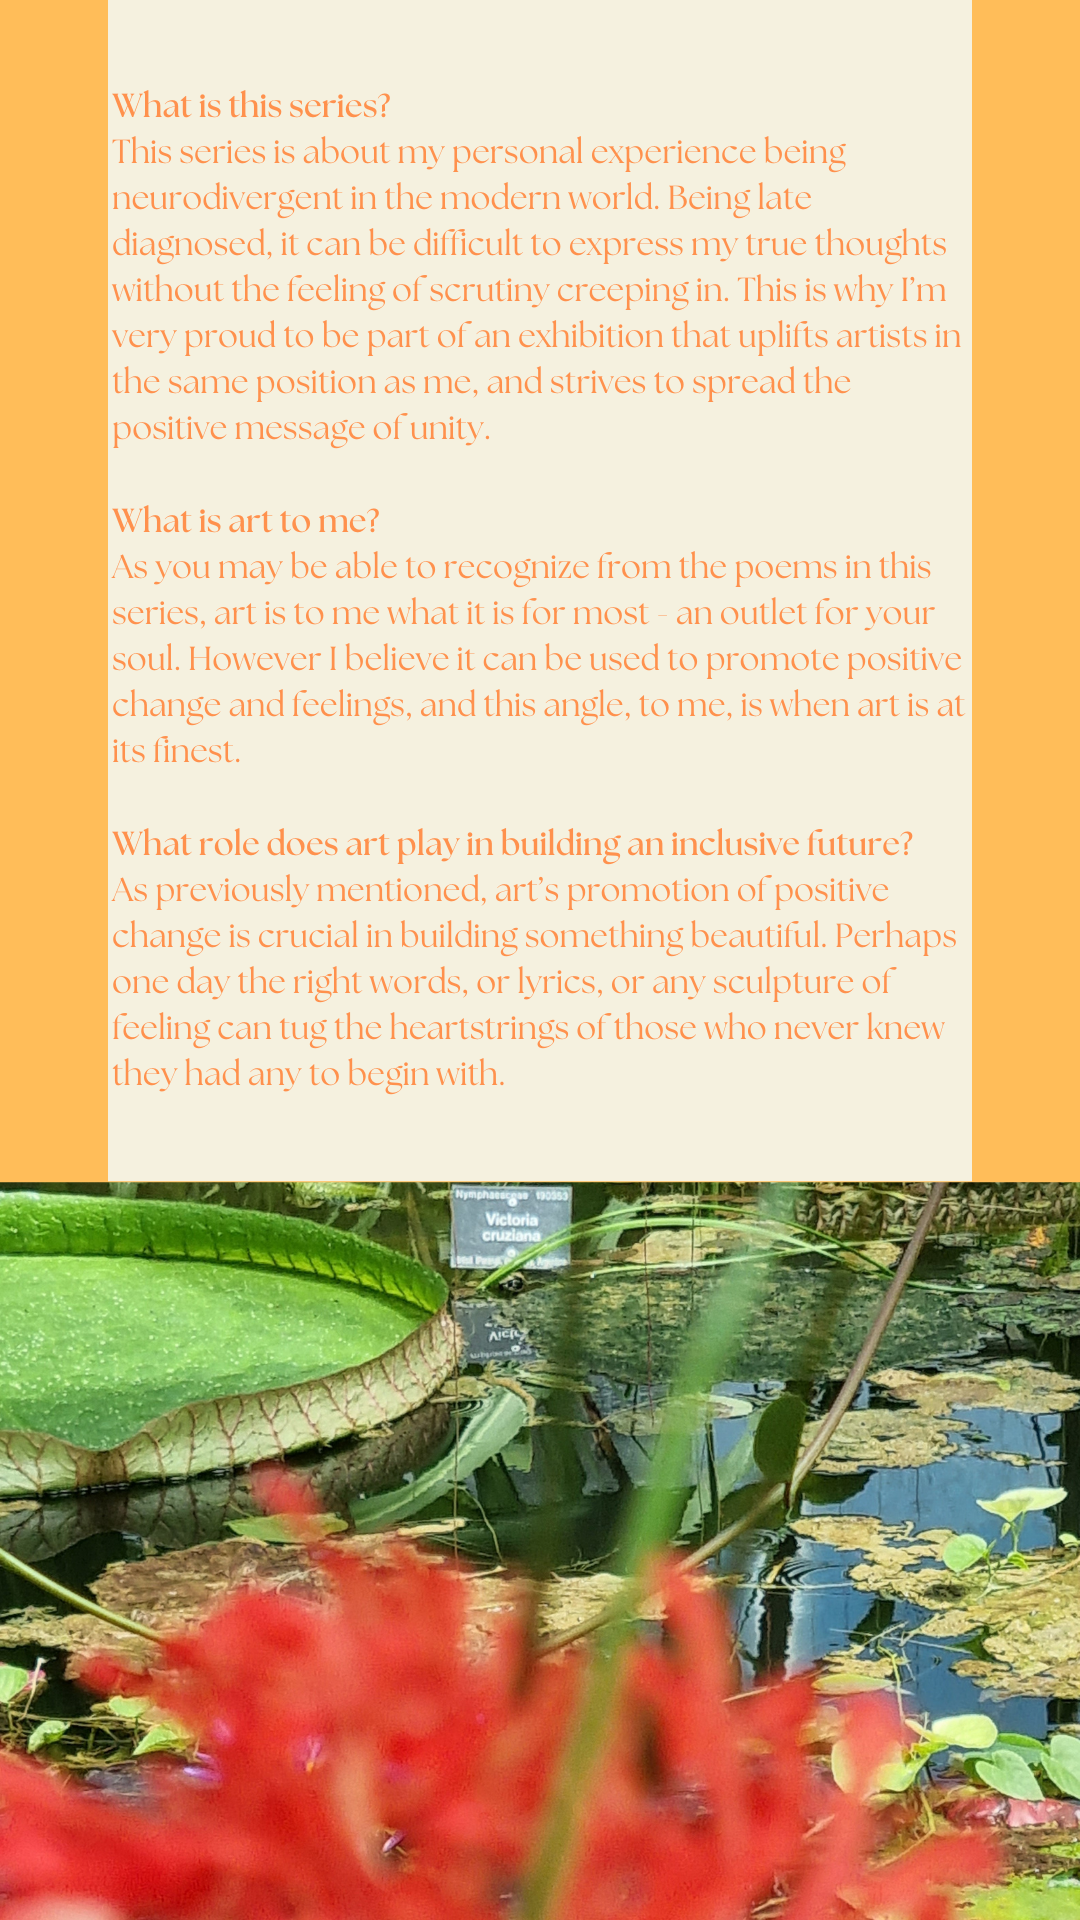 What is this series?
This series is about my personal experience being
neurodivergent in the modern world. Being late
diagnosed, it can be difficult to express my true thoughts
without the feeling of scrutiny creeping in. This is why I’m
very proud to be part of an exhibition that uplifts artists in
the same position as me, and strives to spread the
positive message of unity.
What is art to me?
As you may be able to recognize from the poems in this
series, art is to me what it is for most - an outlet for your
soul. However I believe it can be used to promote positive
change and feelings, and this angle, to me, is when art is at
its finest.
What role does art play in building an inclusive future?
As previously mentioned, art’s promotion of positive
change is crucial in building something beautiful. Perhaps
one day the right words, or lyrics, or any sculpture of
feeling can tug the heartstrings of those who never knew
they had any to begin with.
Nymphaeaceae
Victoria
cruziana